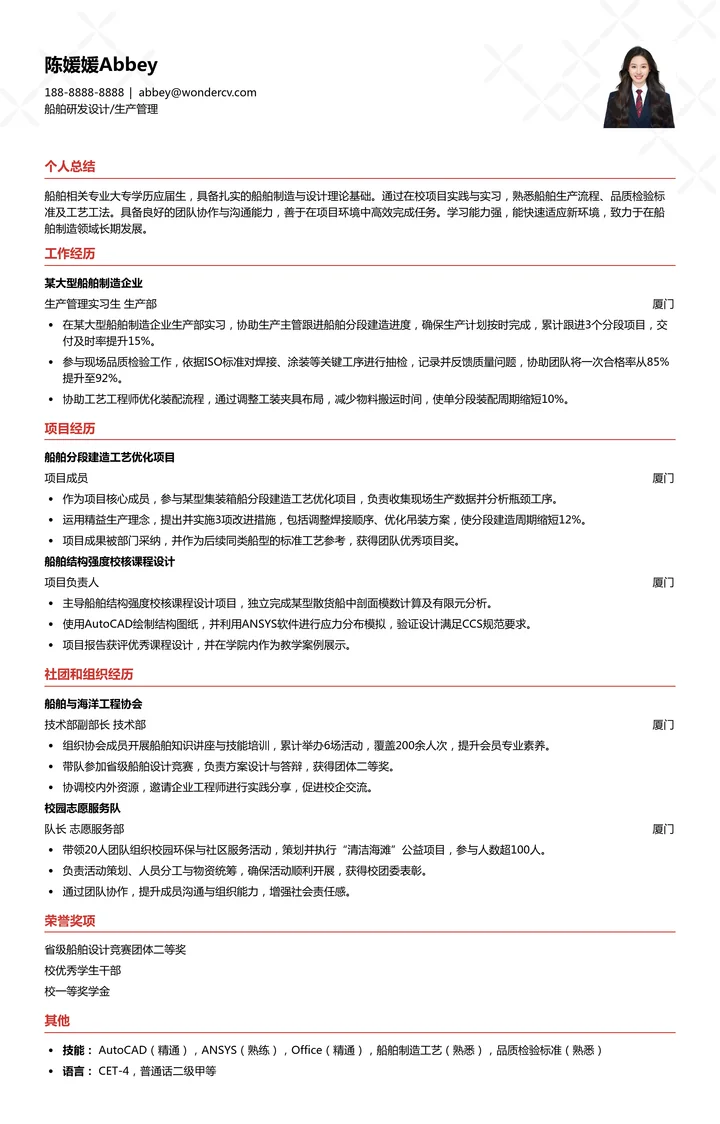 陈媛媛Abbey
188-8888-8888 | abbey@wondercv.com
船舶研发设计/生产管理
个人总结
船舶相关专业大专学历应届生，具备扎实的船舶制造与设计理论基础。通过在校项目实践与实习，熟悉船舶生产流程、品质检验标
准及工艺工法。具备良好的团队协作与沟通能力，善于在项目环境中高效完成任务。学习能力强，能快速适应新环境，致力于在船
舶制造领域长期发展。
工作经历
某大型船舶制造企业
生产管理实习生 生产部 厦门
• 在某大型船舶制造企业生产部实习，协助生产主管跟进船舶分段建造进度，确保生产计划按时完成，累计跟进3个分段项目，交
付及时率提升15%。
• 参与现场品质检验工作，依据ISO标准对焊接、涂装等关键工序进行抽检，记录并反馈质量问题，协助团队将一次合格率从85%
提升至92%。
• 协助工艺工程师优化装配流程，通过调整工装夹具布局，减少物料搬运时间，使单分段装配周期缩短10%。
项目经历
船舶分段建造工艺优化项目
项目成员 厦门
• 作为项目核心成员，参与某型集装箱船分段建造工艺优化项目，负责收集现场生产数据并分析瓶颈工序。
• 运用精益生产理念，提出并实施3项改进措施，包括调整焊接顺序、优化吊装方案，使分段建造周期缩短12%。
• 项目成果被部门采纳，并作为后续同类船型的标准工艺参考，获得团队优秀项目奖。
船舶结构强度校核课程设计
项目负责人 厦门
• 主导船舶结构强度校核课程设计项目，独立完成某型散货船中剖面模数计算及有限元分析。
• 使用AutoCAD绘制结构图纸，并利用ANSYS软件进行应力分布模拟，验证设计满足CCS规范要求。
• 项目报告获评优秀课程设计，并在学院内作为教学案例展示。
社团和组织经历
船舶与海洋工程协会
技术部副部长 技术部 厦门
• 组织协会成员开展船舶知识讲座与技能培训，累计举办6场活动，覆盖200余人次，提升会员专业素养。
• 带队参加省级船舶设计竞赛，负责方案设计与答辩，获得团体二等奖。
• 协调校内外资源，邀请企业工程师进行实践分享，促进校企交流。
校园志愿服务队
队长 志愿服务部 厦门
• 带领20人团队组织校园环保与社区服务活动，策划并执行“清洁海滩”公益项目，参与人数超100人。
• 负责活动策划、人员分工与物资统筹，确保活动顺利开展，获得校团委表彰。
• 通过团队协作，提升成员沟通与组织能力，增强社会责任感。
荣誉奖项
省级船舶设计竞赛团体二等奖
校优秀学生干部
校一等奖学金
其他
• 技能： AutoCAD（精通），ANSYS（熟练），Office（精通），船舶制造工艺（熟悉），品质检验标准（熟悉）
• 语言： CET-4，普通话二级甲等